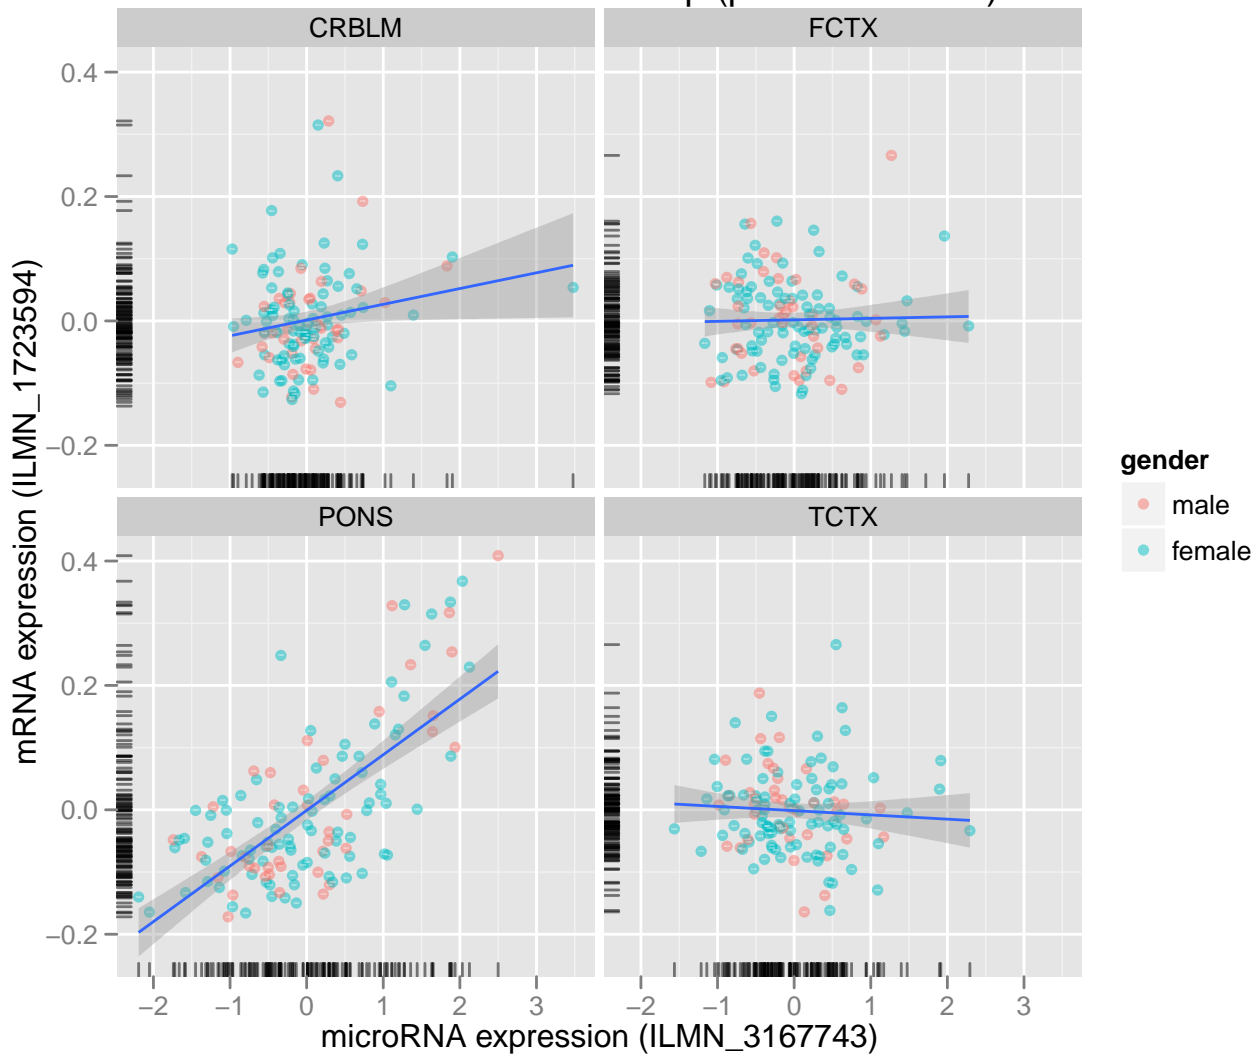 CRBLM FCTX
0.4
0.2
0.0
−0.2
PONS TCTX
0.4
0.2
0.0
−0.2
−2 −1 0 1 2 3 −2 −1 0 1 2 3
microRNA expression (ILMN_3167743)
mRNA expression (ILMN_1723594)
gender
male
female